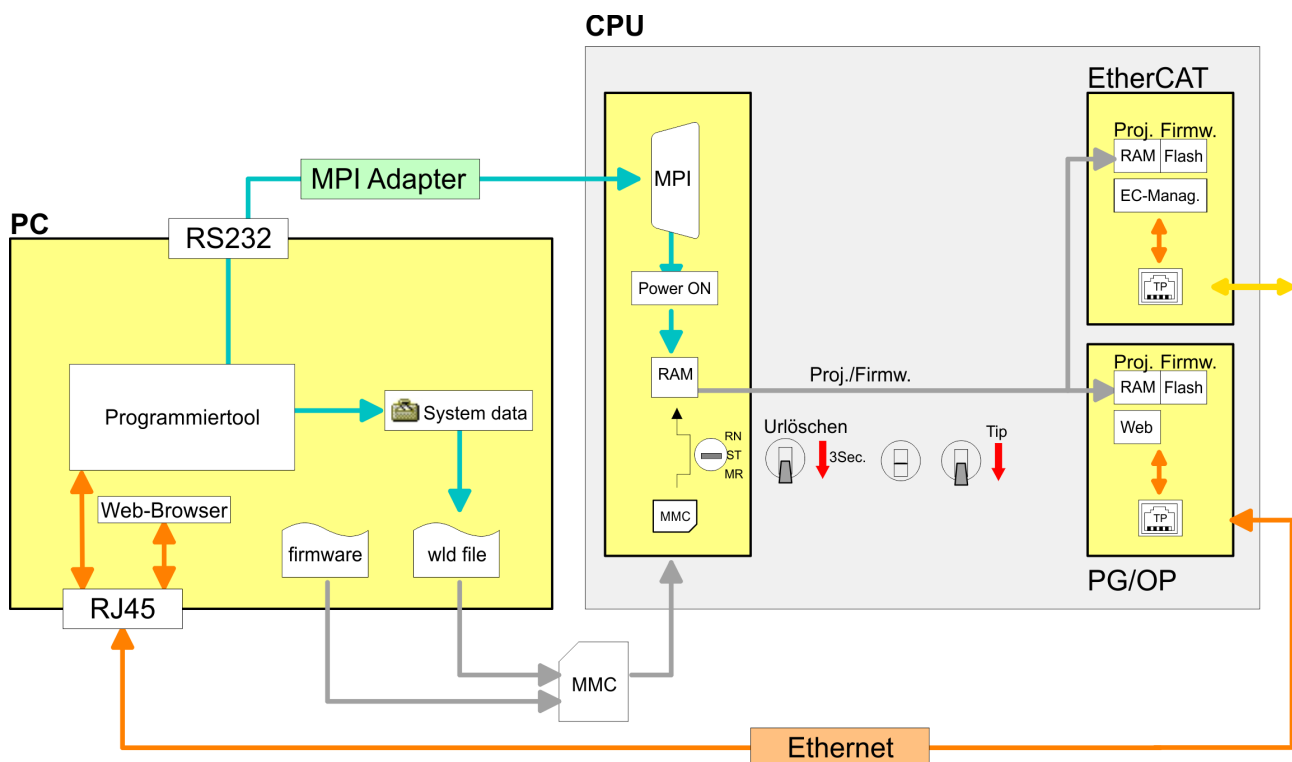 CPU
EtherCAT
Proj. Firmw.
RAM Flash
EC-Manag.
TP
MPI
MPI Adapter
PC
RS232
Power ON
RAM
Proj./Firmw.
Proj. Firmw.
RAM Flash
Web
TP
PG/OP
Programmiertool
System data
Urlöschen
3Sec.
Tip
RN
ST
MR
MMC
Web-Browser
firmware
wld file
RJ45
MMC
Ethernet